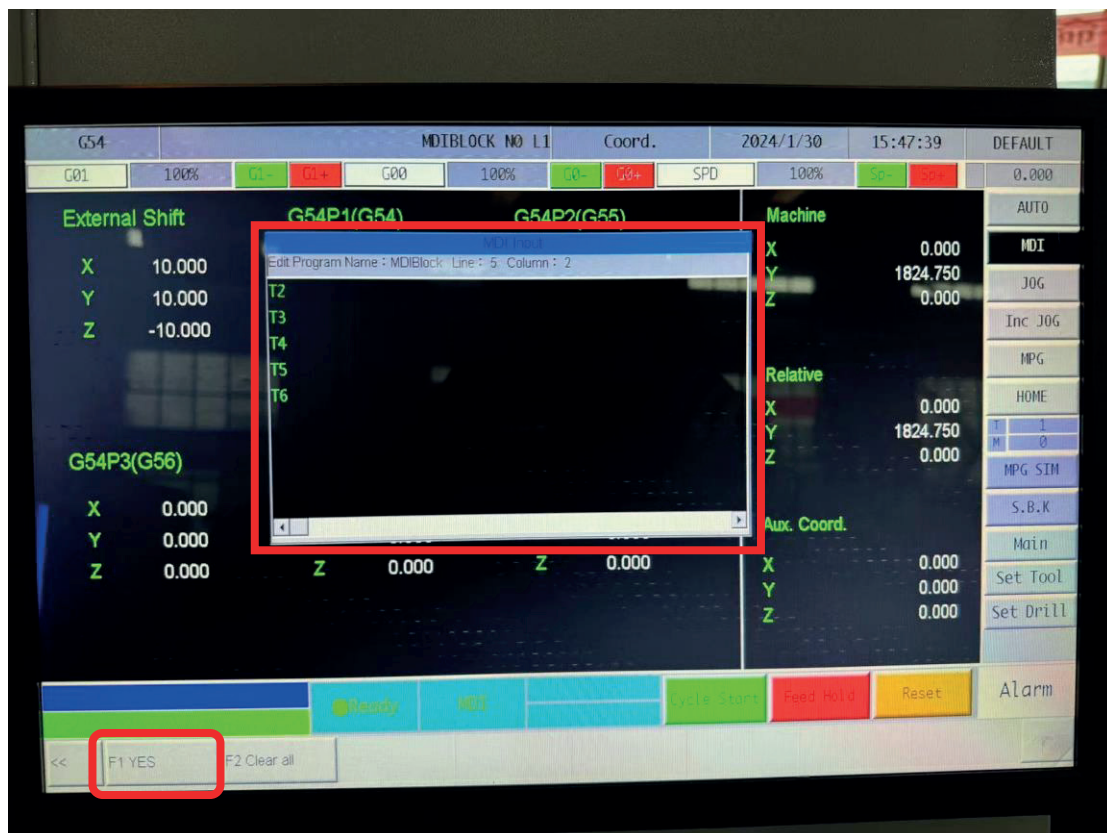 G54 MDIBLOCK N0 L1 Coord. 2024/1/30 15:47:39 DEFAULT
G01 100% G1- G1+ G00 100% G0- G0+ SPD 100% Sp- Sp+ 0.000
External Shift G54P1(G54) G54P2(G55) Machine AUTO
MDI Input
Edit Program Name : MDIBlock Line : 5 Column : 2
T2
T3
T4
T5
T6
X 10.000
Y 10.000
Z -10.000
X 0.000
Y 1824.750
Z 0.000
Relative
X 0.000
Y 1824.750
Z 0.000
G54P3(G56)
X 0.000
Y 0.000
Z 0.000
Z 0.000
Z 0.000
Aux. Coord.
X 0.000
Y 0.000
Z 0.000
MDI
JOG
Inc JOG
MPG
HOME
T 1
M 0
MPG SIM
S.B.K
Main
Set Tool
Set Drill
Ready MDI Cycle Start Feed Hold Reset Alarm
<< F1 YES F2 Clear all